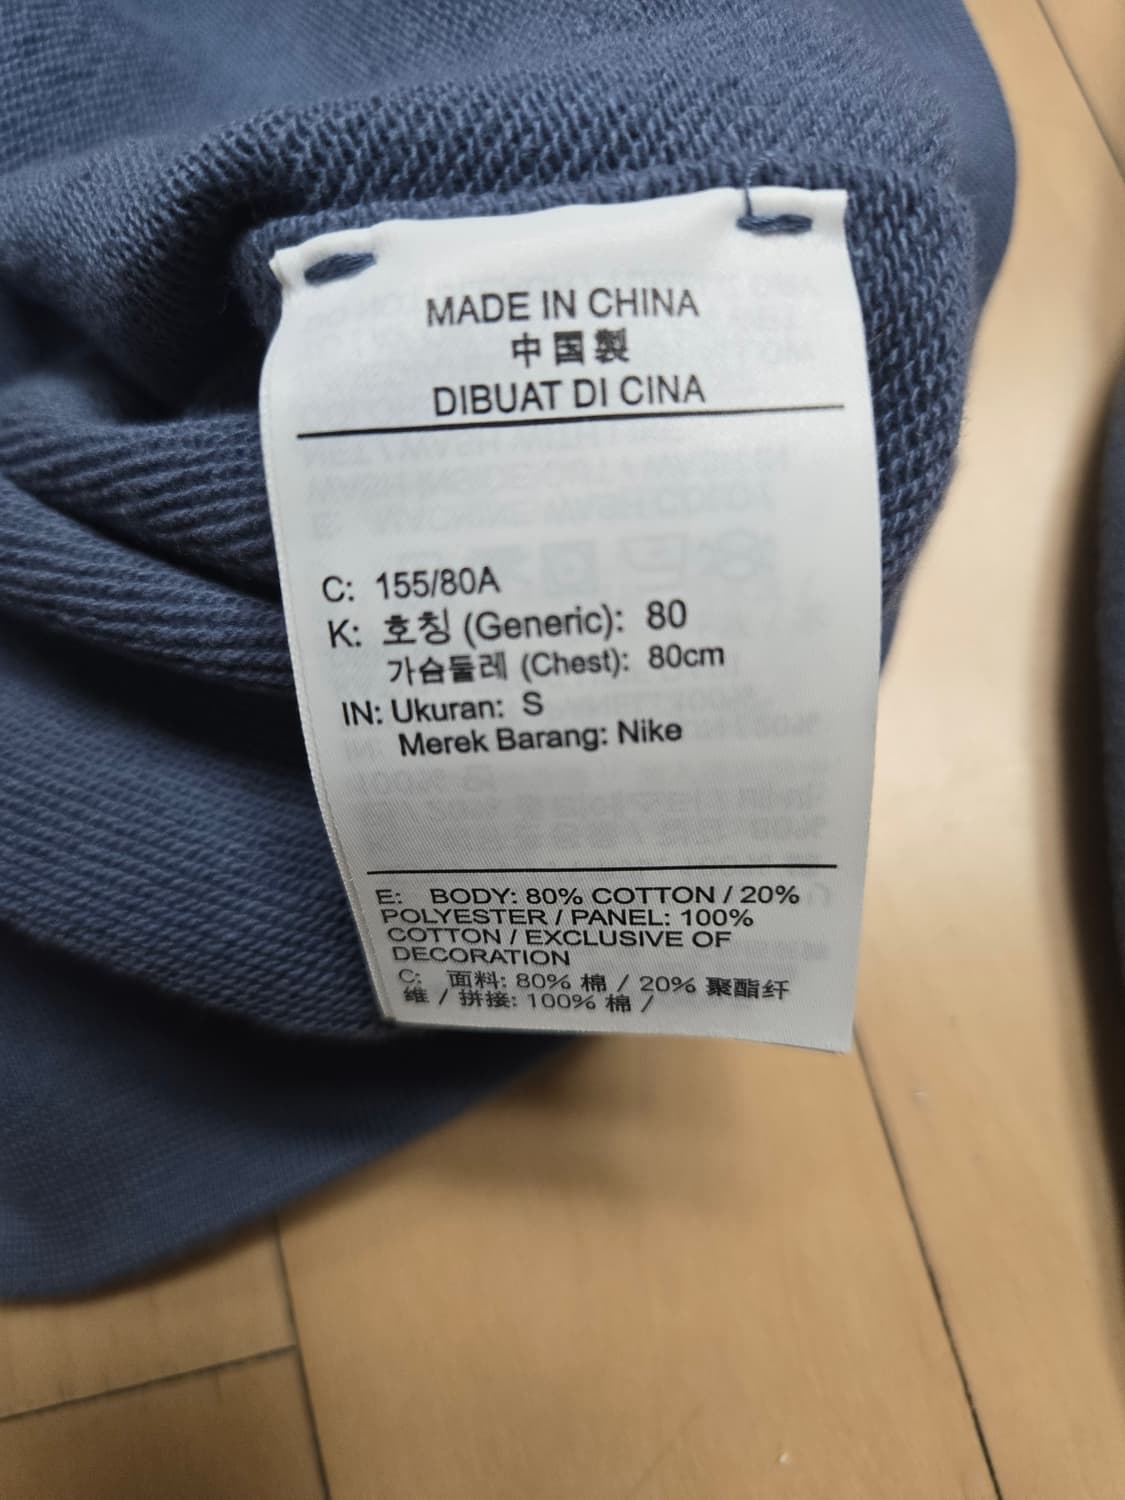 MADE IN CHINA
中国製
DIBUAT DI CINA
C: 155/80A
K: 호칭 (Generic): 80
가슴둘레 (Chest): 80cm
IN: Ukuran: S
Merek Barang: Nike
E: BODY: 80% COTTON / 20%
POLYESTER / PANEL: 100%
COTTON / EXCLUSIVE OF
DECORATION
C: 面料: 80% 棉 / 20% 聚酯纤
维 / 拼接: 100% 棉 /